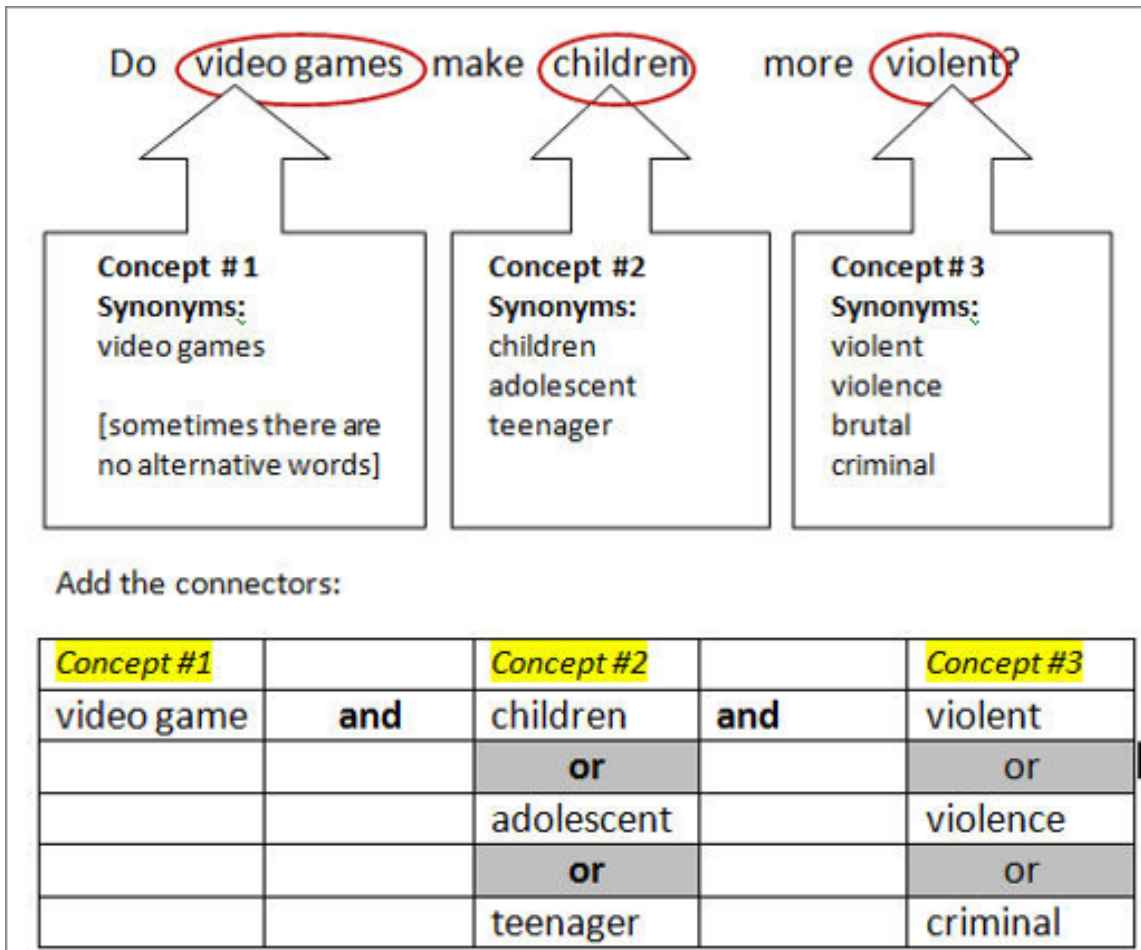 Do video games make children more violent?
Concept #1
Synonyms:
video games
[sometimes there are
no alternative words]
Concept #2
Synonyms:
children
adolescent
teenager
Concept #3
Synonyms:
violent
violence
brutal
criminal
Add the connectors:
Concept #1 Concept #2 Concept #3
video game and children and violent
or or
adolescent violence
or or
teenager criminal